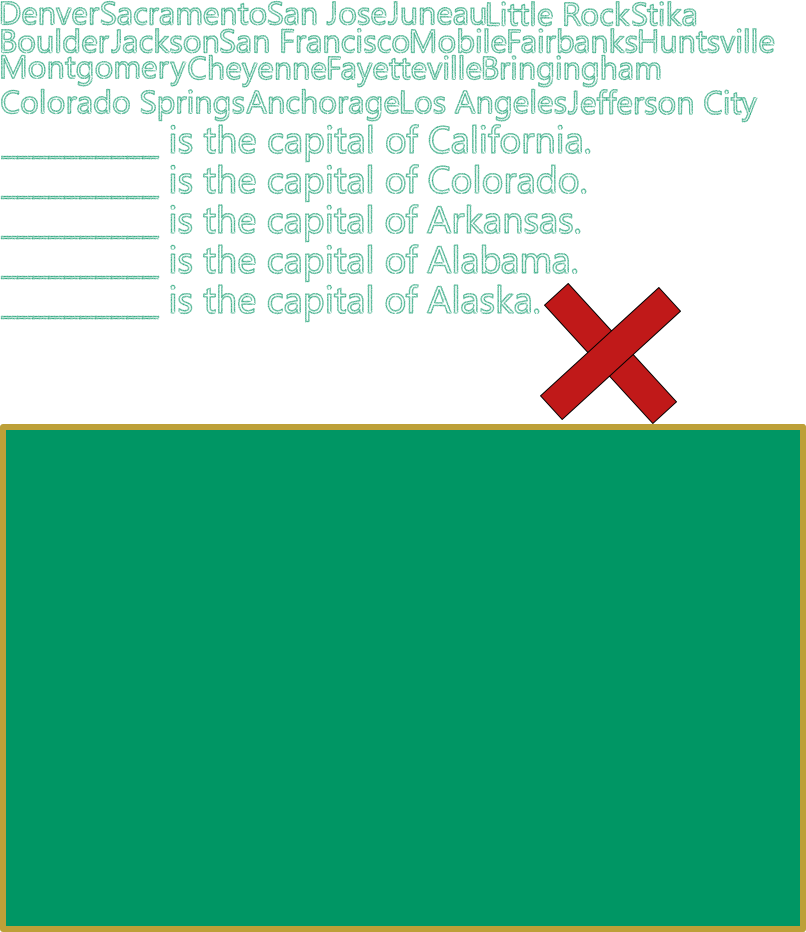 DenverSacramentoSan JoseJuneauLittle RockStika
BoulderJacksonSan FranciscoMobileFairbanksHuntsville
MontgomeryCheyenneFayettevilleBringingham
Colorado SpringsAnchorageLos AngelesJefferson City
__________ is the capital of California.
__________ is the capital of Colorado.
__________ is the capital of Arkansas.
__________ is the capital of Alabama.
__________ is the capital of Alaska.